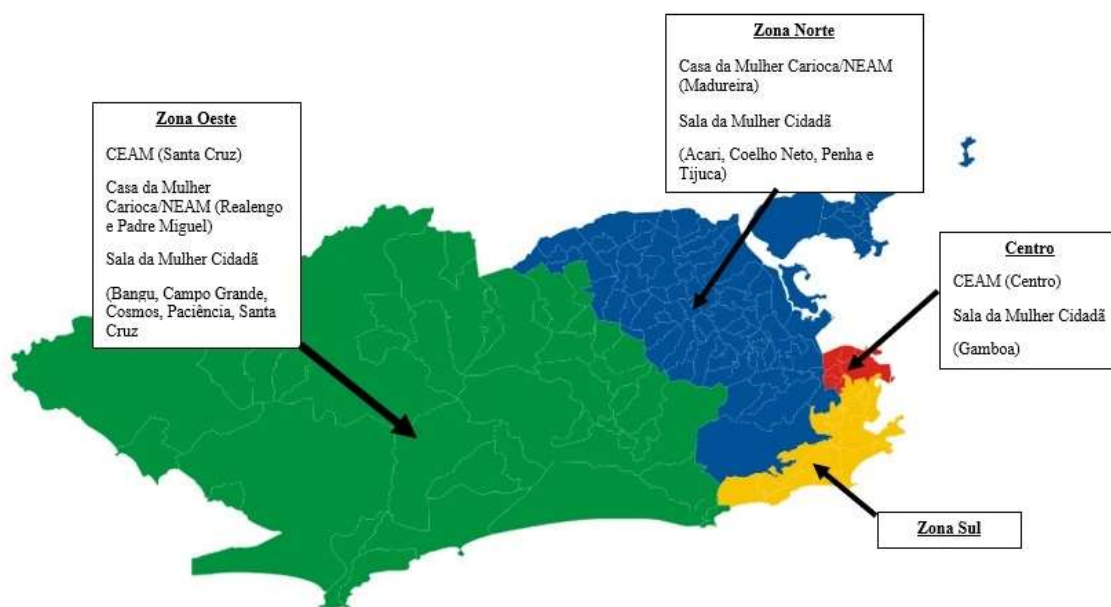 Zona Norte
Casa da Mulher Carioca/NEAM
(Madureira)
Sala da Mulher Cidadã
(Acari, Coelho Neto, Penha e
Tijuca)
Zona Oeste
CEAM (Santa Cruz)
Casa da Mulher
Carioca/NEAM (Realengo
e Padre Miguel)
Sala da Mulher Cidadã
(Bangu, Campo Grande,
Cosmos, Paciência, Santa
Cruz
Centro
CEAM (Centro)
Sala da Mulher Cidadã
(Gamboa)
Zona Sul